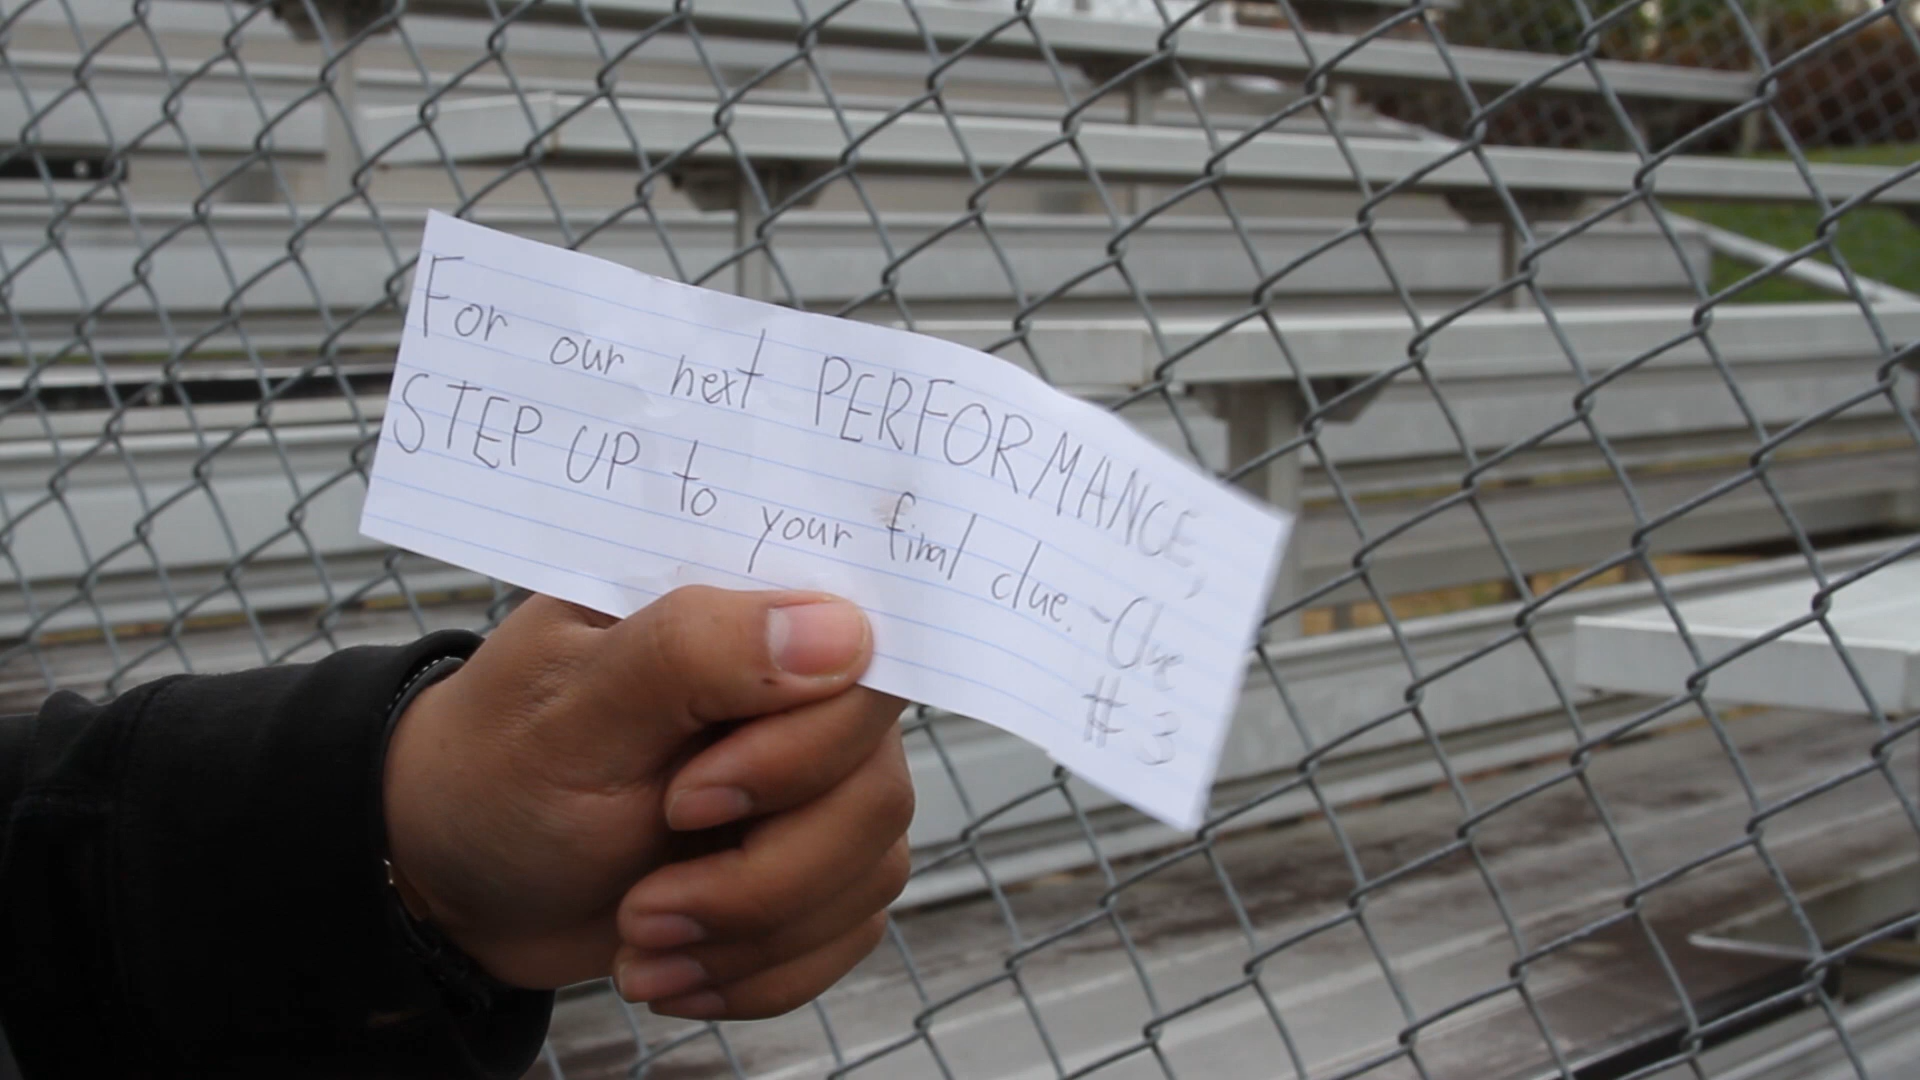 For our next PERFORMANCE,
STEP UP to your final clue. -Clue
#3